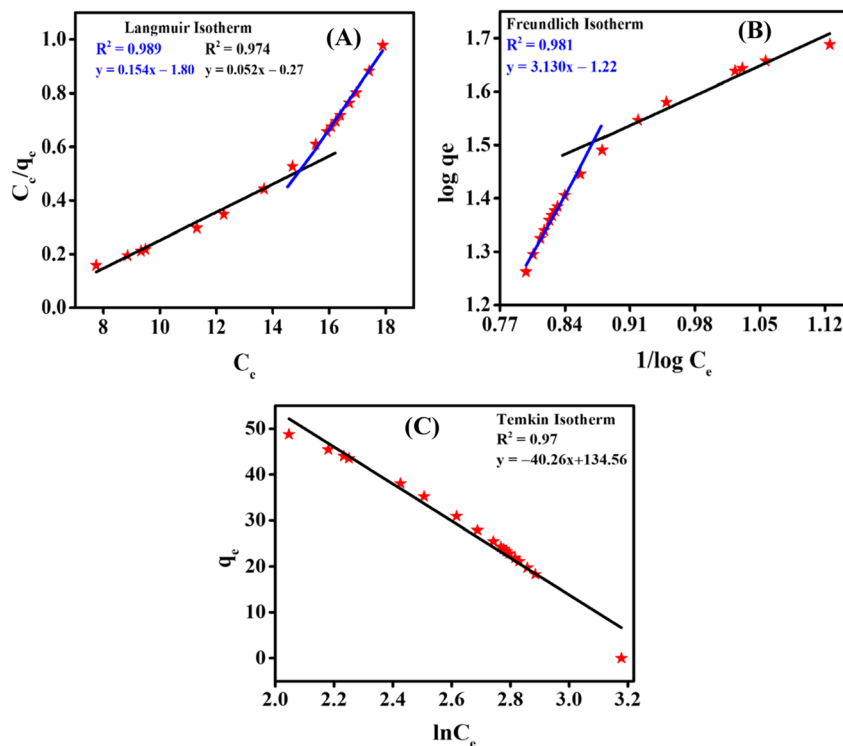 Langmuir Isotherm
(A)
R² = 0.989 R² = 0.974
y = 0.154x – 1.80 y = 0.052x – 0.27
1.0
0.8
0.6
0.4
0.2
0.0
Ce/qe
8 10 12 14 16 18
Ce
Freundlich Isotherm
(B)
R² = 0.981
y = 3.130x – 1.22
1.7
1.6
1.5
1.4
1.3
1.2
log qe
0.77 0.84 0.91 0.98 1.05 1.12
1/log Ce
(C)
Temkin Isotherm
R² = 0.97
y = –40.26x+134.56
50
40
30
20
10
0
qe
2.0 2.2 2.4 2.6 2.8 3.0 3.2
lnCe